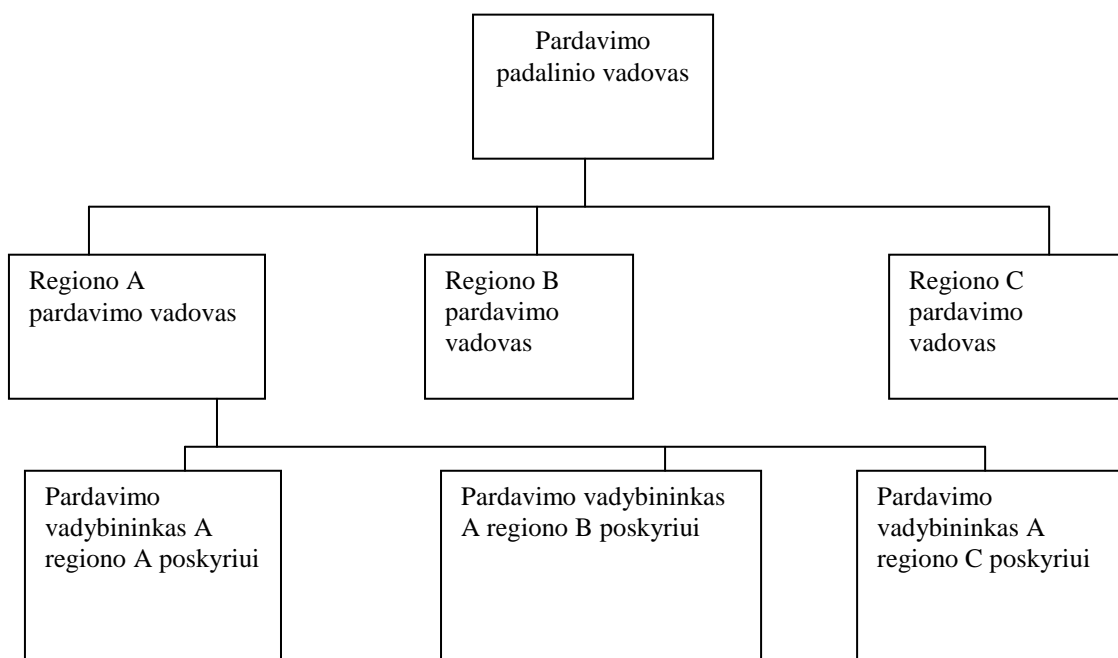 Pardavimo
padalinio vadovas
Regiono A
pardavimo vadovas
Regiono B
pardavimo
vadovas
Regiono C
pardavimo
vadovas
Pardavimo
vadybininkas A
regiono A poskyriui
Pardavimo vadybininkas
A regiono B poskyriui
Pardavimo
vadybininkas A
regiono C poskyriui